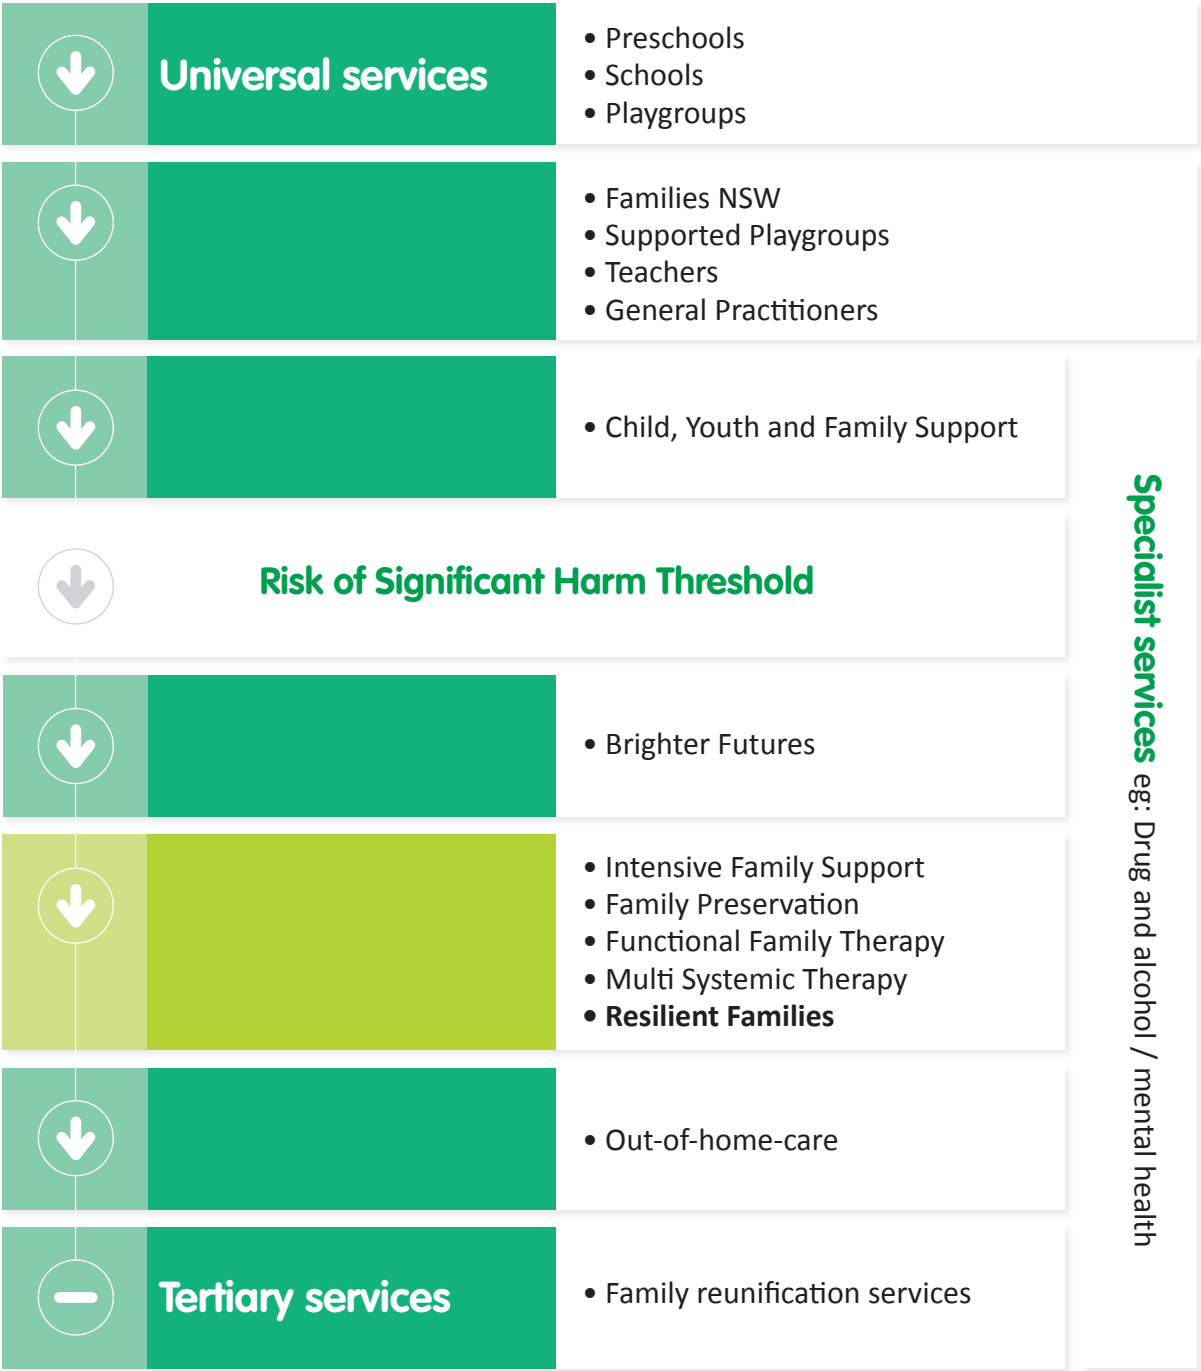 Universal services
• Preschools
• Schools
• Playgroups
• Families NSW
• Supported Playgroups
• Teachers
• General Practitioners
• Child, Youth and Family Support
Risk of Significant Harm Threshold
• Brighter Futures
• Intensive Family Support
• Family Preservation
• Functional Family Therapy
• Multi Systemic Therapy
• Resilient Families
• Out-of-home-care
Tertiary services
• Family reunification services
Specialist services eg: Drug and alcohol / mental health